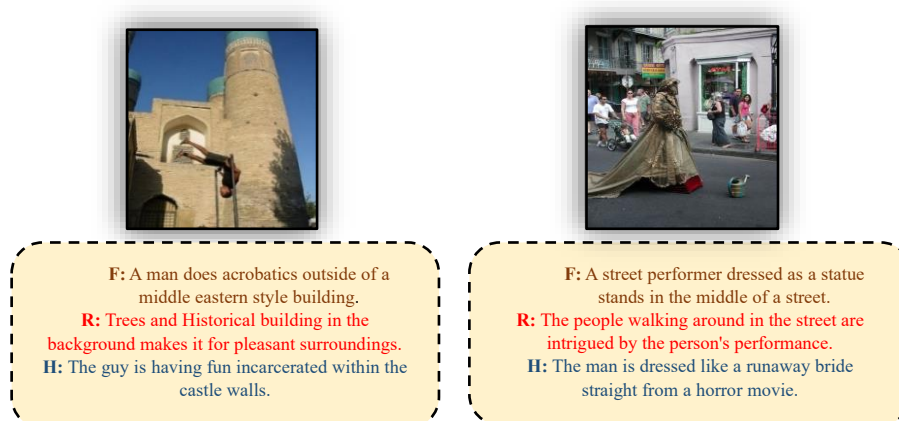 F: A man does acrobatics outside of a
middle eastern style building.
R: Trees and Historical building in the
background makes it for pleasant surroundings.
H: The guy is having fun incarcerated within the
castle walls.
F: A street performer dressed as a statue
stands in the middle of a street.
R: The people walking around in the street are
intrigued by the person's performance.
H: The man is dressed like a runaway bride
straight from a horror movie.